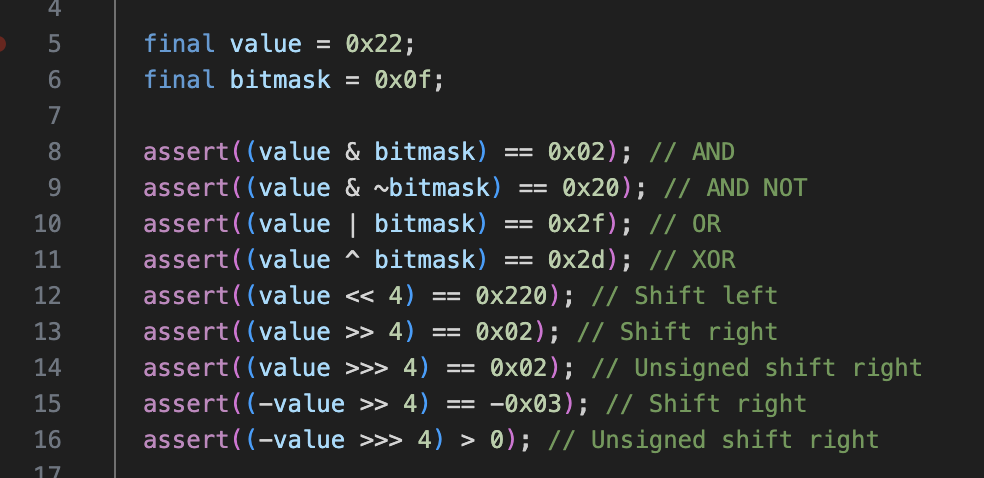 4
5 final value = 0x22;
6 final bitmask = 0x0f;
7
8 assert((value & bitmask) == 0x02); // AND
9 assert((value & ~bitmask) == 0x20); // AND NOT
10 assert((value | bitmask) == 0x2f); // OR
11 assert((value ^ bitmask) == 0x2d); // XOR
12 assert((value << 4) == 0x220); // Shift left
13 assert((value >> 4) == 0x02); // Shift right
14 assert((value >>> 4) == 0x02); // Unsigned shift right
15 assert((-value >> 4) == -0x03); // Shift right
16 assert((-value >>> 4) > 0); // Unsigned shift right
17